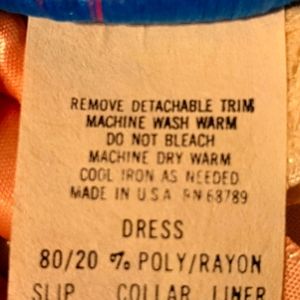 REMOVE DETACHABLE TRIM
MACHINE WASH WARM
DO NOT BLEACH
MACHINE DRY WARM
COOL IRON AS NEEDED
MADE IN U.S.A RN 68789
DRESS
80/20 % POLY/RAYON
SLIP COLLAR LINER